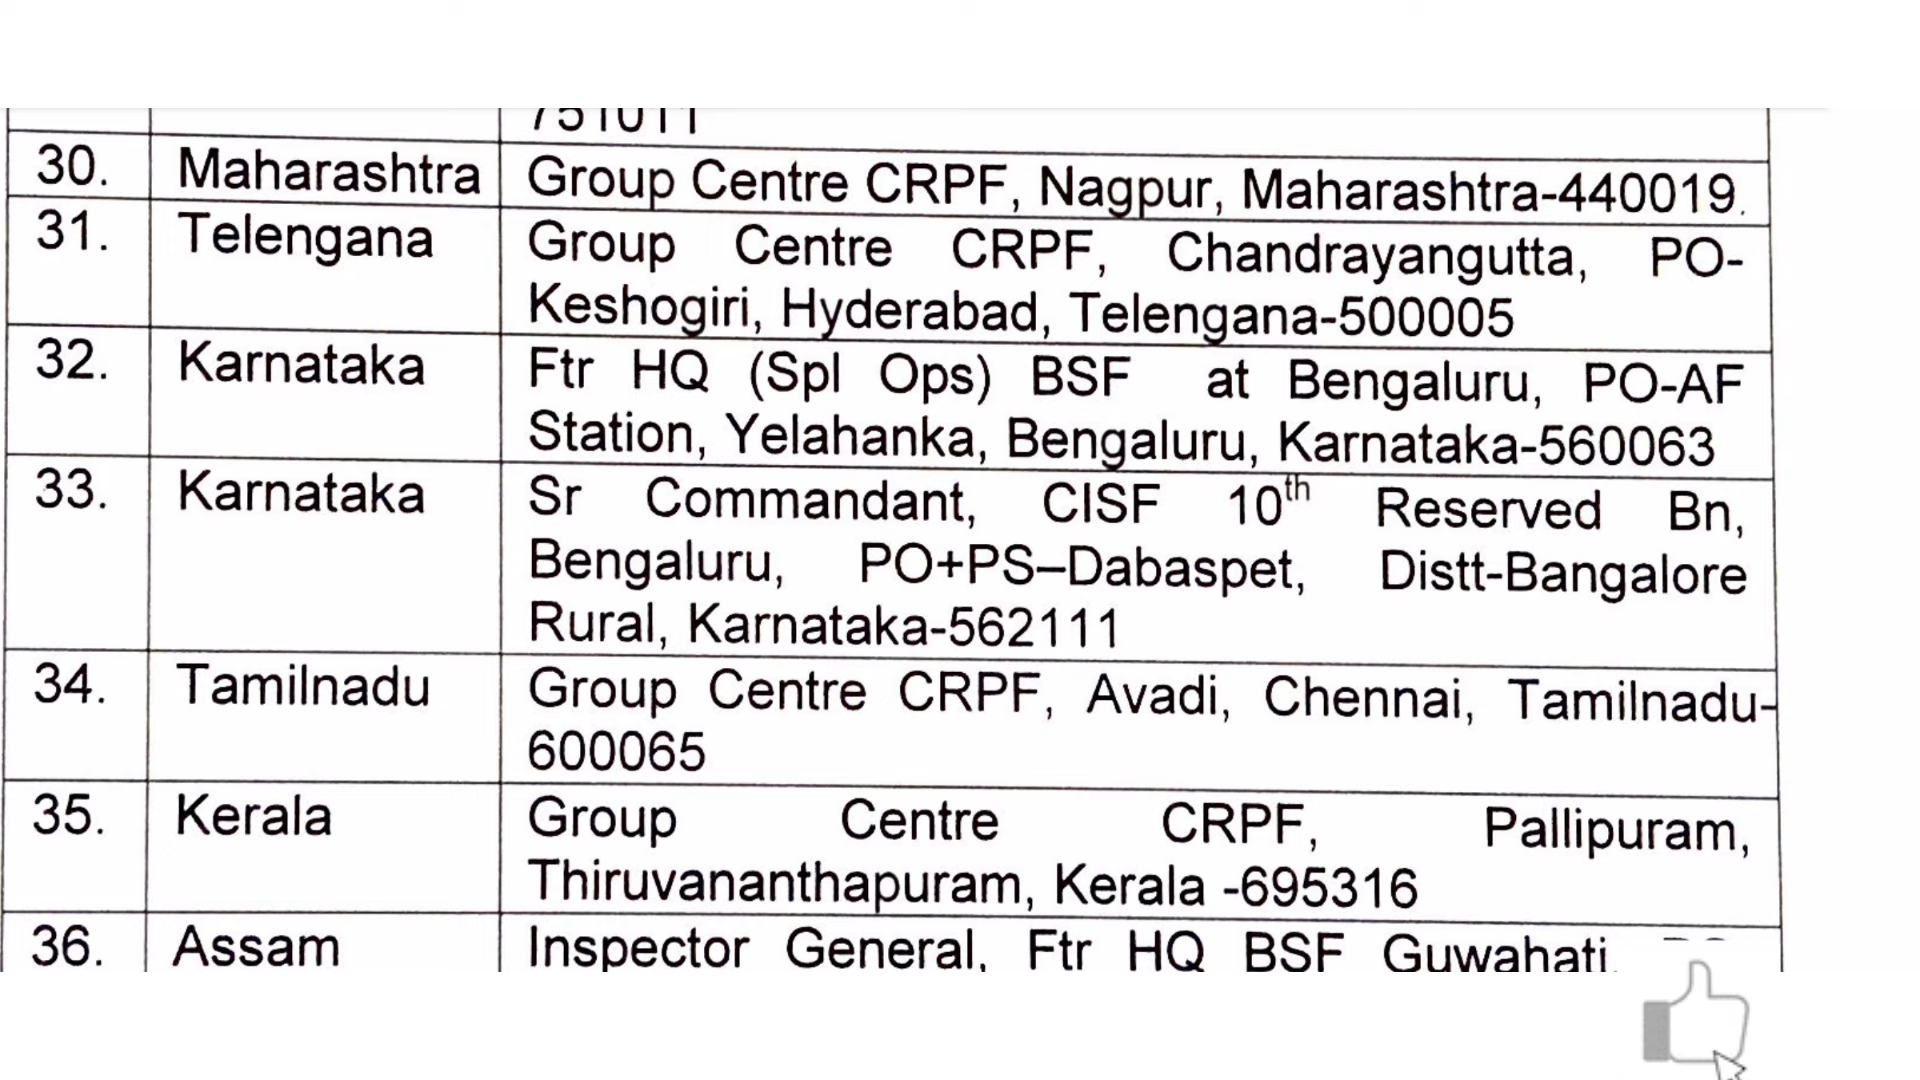 751011
30. Maharashtra Group Centre CRPF, Nagpur, Maharashtra-440019.
31. Telengana Group Centre CRPF, Chandrayangutta, PO-
Keshogiri, Hyderabad, Telengana-500005
32. Karnataka Ftr HQ (Spl Ops) BSF at Bengaluru, PO-AF
Station, Yelahanka, Bengaluru, Karnataka-560063
33. Karnataka Sr Commandant, CISF 10th Reserved Bn,
Bengaluru, PO+PS–Dabaspet, Distt-Bangalore
Rural, Karnataka-562111
34. Tamilnadu Group Centre CRPF, Avadi, Chennai, Tamilnadu-
600065
35. Kerala Group Centre CRPF, Pallipuram,
Thiruvananthapuram, Kerala -695316
36. Assam Inspector General, Ftr HQ BSF Guwahati,